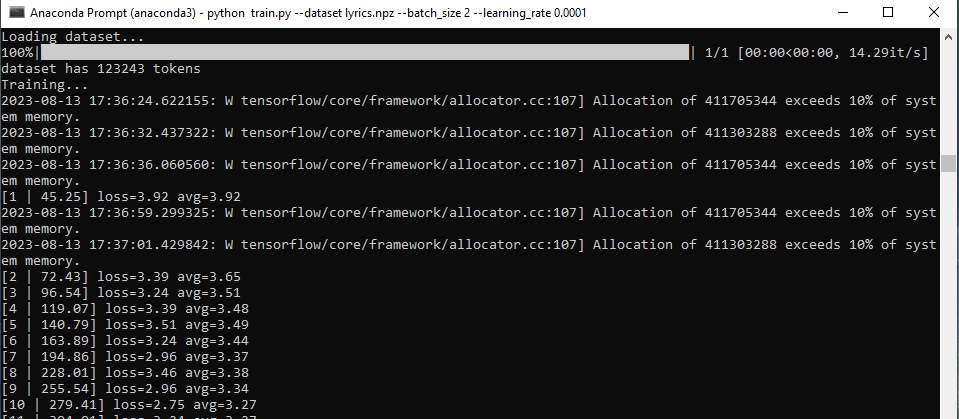 Anaconda Prompt (anaconda3) - python train.py --dataset lyrics.npz --batch_size 2 --learning_rate 0.0001
Loading dataset...
100%| | 1/1 [00:00<00:00, 14.29it/s]
dataset has 123243 tokens
Training...
2023-08-13 17:36:24.622155: W tensorflow/core/framework/allocator.cc:107] Allocation of 411705344 exceeds 10% of syst
em memory.
2023-08-13 17:36:32.437322: W tensorflow/core/framework/allocator.cc:107] Allocation of 411303288 exceeds 10% of syst
em memory.
2023-08-13 17:36:36.060560: W tensorflow/core/framework/allocator.cc:107] Allocation of 411705344 exceeds 10% of syst
em memory.
[1 | 45.25] loss=3.92 avg=3.92
2023-08-13 17:36:59.299325: W tensorflow/core/framework/allocator.cc:107] Allocation of 411705344 exceeds 10% of syst
em memory.
2023-08-13 17:37:01.429842: W tensorflow/core/framework/allocator.cc:107] Allocation of 411303288 exceeds 10% of syst
em memory.
[2 | 72.43] loss=3.39 avg=3.65
[3 | 96.54] loss=3.24 avg=3.51
[4 | 119.07] loss=3.39 avg=3.48
[5 | 140.79] loss=3.51 avg=3.49
[6 | 163.89] loss=3.24 avg=3.44
[7 | 194.86] loss=2.96 avg=3.37
[8 | 228.01] loss=3.46 avg=3.38
[9 | 255.54] loss=2.96 avg=3.34
[10 | 279.41] loss=2.75 avg=3.27